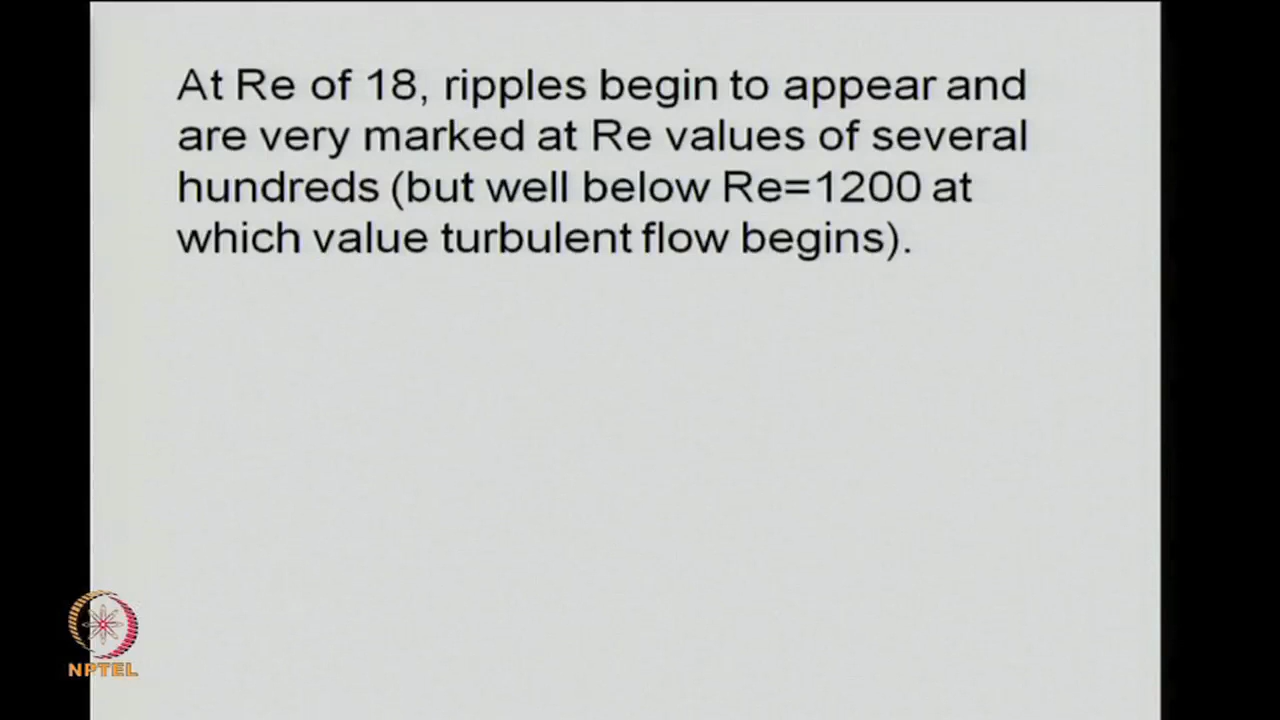 At Re of 18, ripples begin to appear and
are very marked at Re values of several
hundreds (but well below Re=1200 at
which value turbulent flow begins).
NPTEL